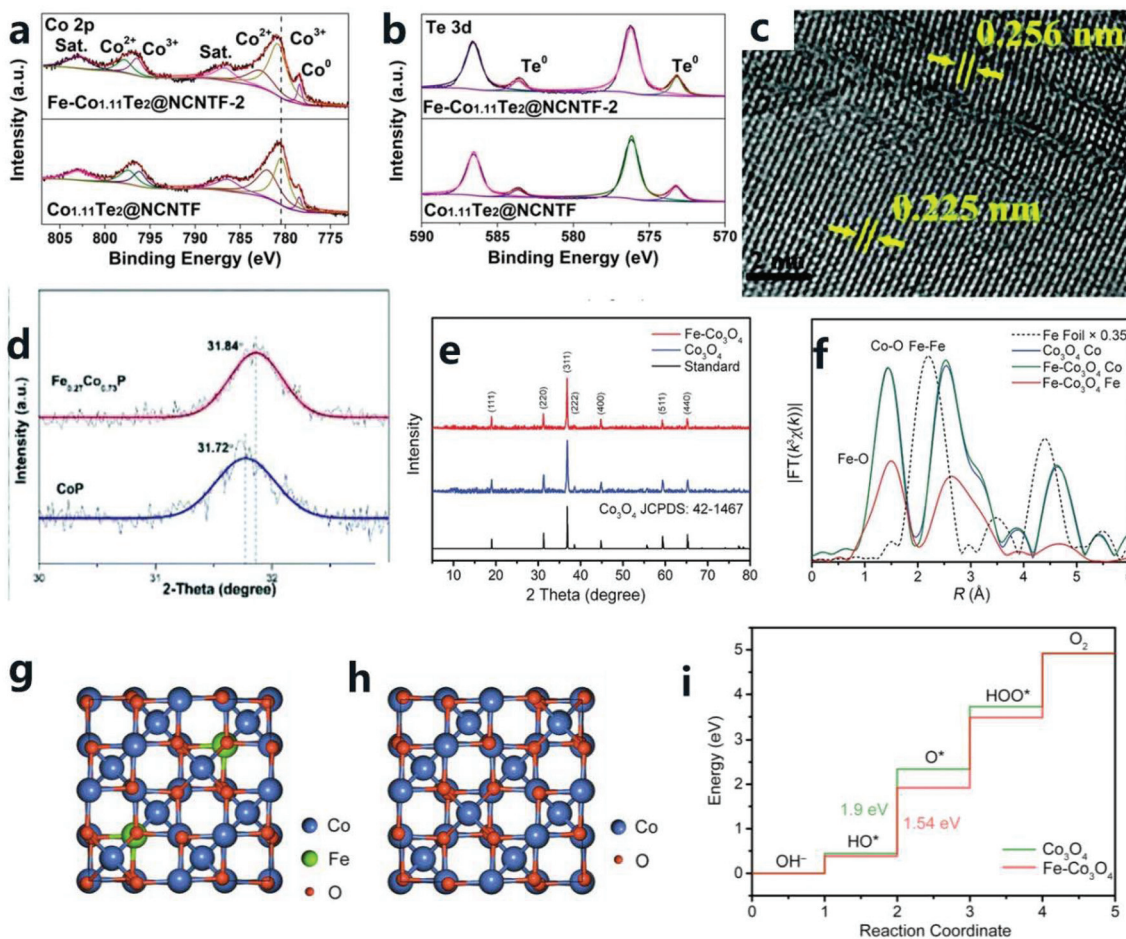 a
Co 2p
Sat.
Co2+
Co3+
Sat.
Co2+
Co3+
Co0
Fe-Co1.11Te2@NCNTF-2
Co1.11Te2@NCNTF
Intensity (a.u.)
805 800 795 790 785 780 775
Binding Energy (eV)
b
Te 3d
Te0
Te0
Fe-Co1.11Te2@NCNTF-2
Co1.11Te2@NCNTF
Intensity (a.u.)
590 585 580 575 570
Binding Energy (eV)
c
0.256 nm
0.225 nm
2 nm
d
31.84°
Fe0.27Co0.73P
31.72°
CoP
Intensity (a.u.)
30 31 32
2-Theta (degree)
e
Fe-Co3O4
Co3O4
Standard
(111)
(220)
(311)
(222)
(400)
(511)
(440)
Co3O4 JCPDS: 42-1467
Intensity
10 20 30 40 50 60 70 80
2 Theta (degree)
f
Fe Foil × 0.35
Co3O4 Co
Fe-Co3O4 Co
Fe-Co3O4 Fe
Co-O Fe-Fe
Fe-O
|FT(k3χ(k))|
0 1 2 3 4 5
R (Å)
g
Co
Fe
O
h
Co
O
i
O2
HOO*
O*
1.9 eV
1.54 eV
HO*
OH−
Co3O4
Fe-Co3O4
Energy (eV)
5
4
3
2
1
0
0 1 2 3 4 5
Reaction Coordinate